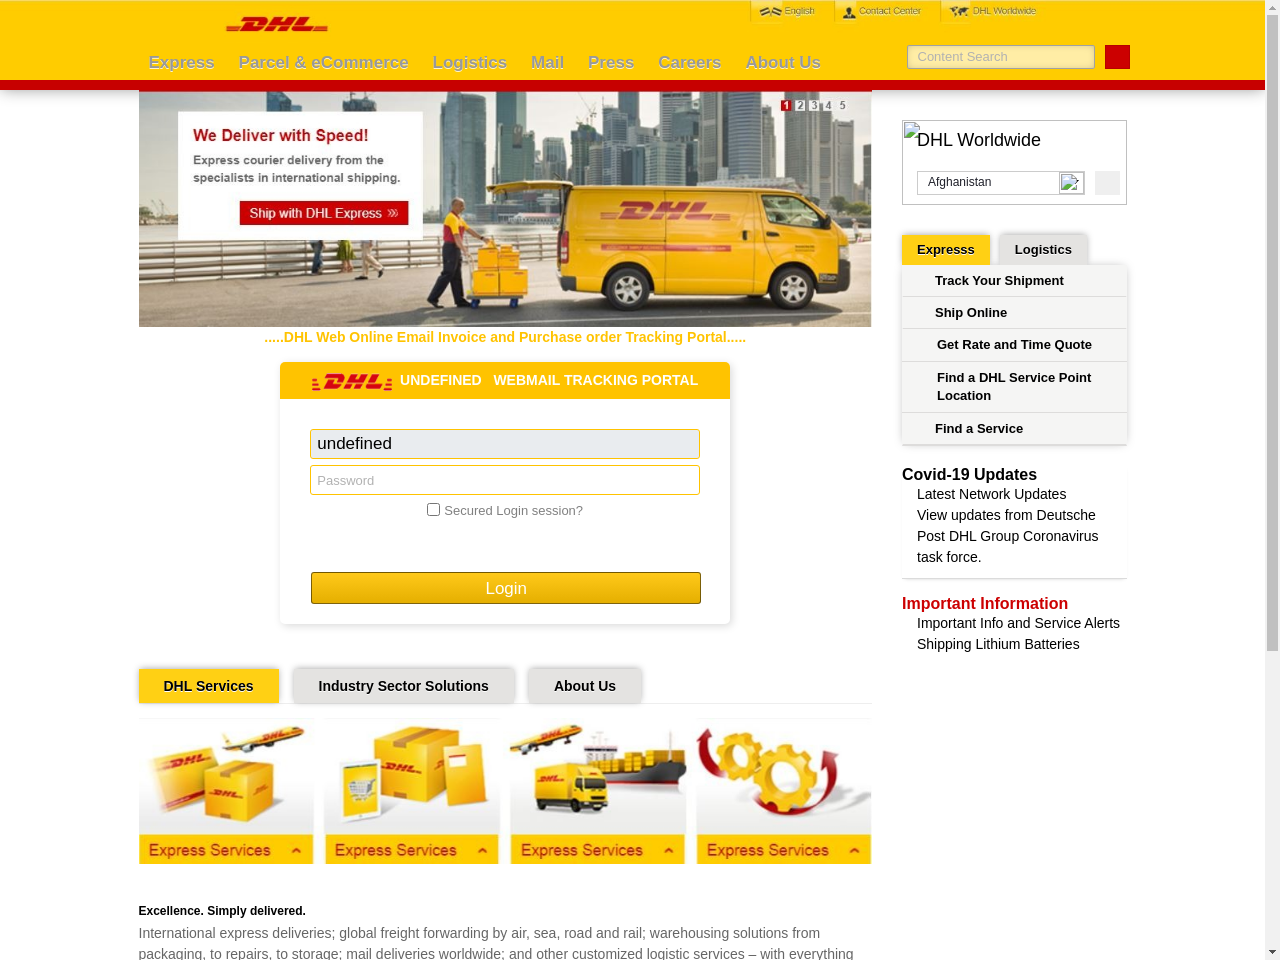 DHL
English
Contact Center
DHL Worldwide
Express
Parcel & eCommerce
Logistics
Mail
Press
Careers
About Us
Content Search
We Deliver with Speed!
Express courier delivery from the
specialists in international shipping.
Ship with DHL Express
1 2 3 4 5
DHL
.....DHL Web Online Email Invoice and Purchase order Tracking Portal.....
DHL UNDEFINED WEBMAIL TRACKING PORTAL
undefined
Password
Secured Login session?
Login
DHL Worldwide
Afghanistan
Expresss
Logistics
Track Your Shipment
Ship Online
Get Rate and Time Quote
Find a DHL Service Point
Location
Find a Service
Covid-19 Updates
Latest Network Updates
View updates from Deutsche
Post DHL Group Coronavirus
task force.
Important Information
Important Info and Service Alerts
Shipping Lithium Batteries
DHL Services
Industry Sector Solutions
About Us
Express Services
Express Services
Express Services
Express Services
Excellence. Simply delivered.
International express deliveries; global freight forwarding by air, sea, road and rail; warehousing solutions from
packaging, to repairs, to storage; mail deliveries worldwide; and other customized logistic services – with everything